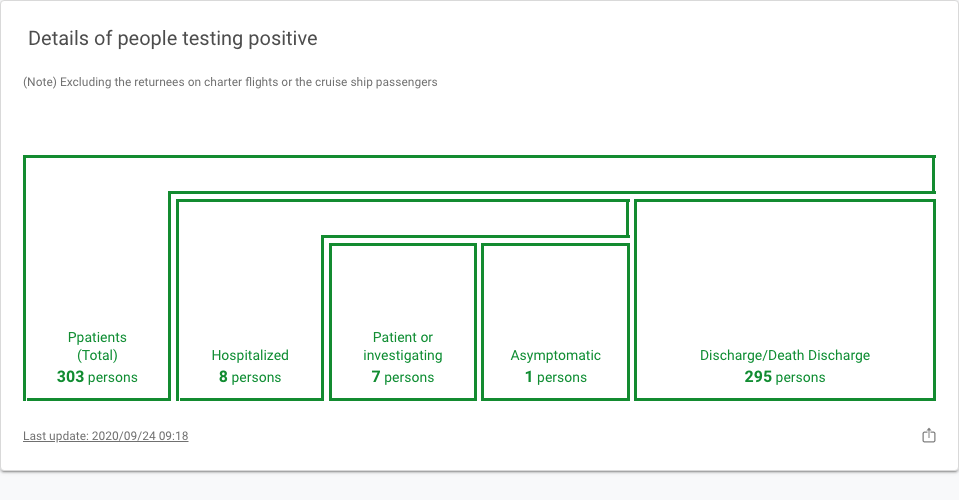 Details of people testing positive
(Note) Excluding the returnees on charter flights or the cruise ship passengers
Ppatients
(Total)
303 persons
Hospitalized
8 persons
Patient or
investigating
7 persons
Asymptomatic
1 persons
Discharge/Death Discharge
295 persons
Last update: 2020/09/24 09:18